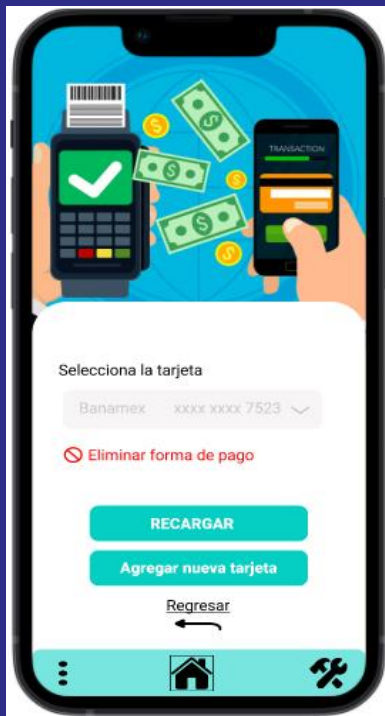 TRANSACTION
Selecciona la tarjeta
Banamex xxxx xxxx 7523
Eliminar forma de pago
RECARGAR
Agregar nueva tarjeta
Regresar